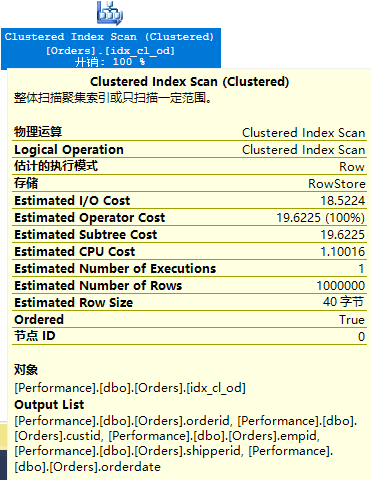 Clustered Index Scan (Clustered)
[Orders].[idx_cl_od]
开销: 100 %
Clustered Index Scan (Clustered)
整体扫描聚集索引或只扫描一定范围。
物理运算 Clustered Index Scan
Logical Operation Clustered Index Scan
估计的执行模式 Row
存储 RowStore
Estimated I/O Cost 18.5224
Estimated Operator Cost 19.6225 (100%)
Estimated Subtree Cost 19.6225
Estimated CPU Cost 1.10016
Estimated Number of Executions 1
Estimated Number of Rows 1000000
Estimated Row Size 40 字节
Ordered True
节点 ID 0
对象
[Performance].[dbo].[Orders].[idx_cl_od]
Output List
[Performance].[dbo].[Orders].orderid, [Performance].[dbo].
[Orders].custid, [Performance].[dbo].[Orders].empid,
[Performance].[dbo].[Orders].shipperid, [Performance].
[dbo].[Orders].orderdate